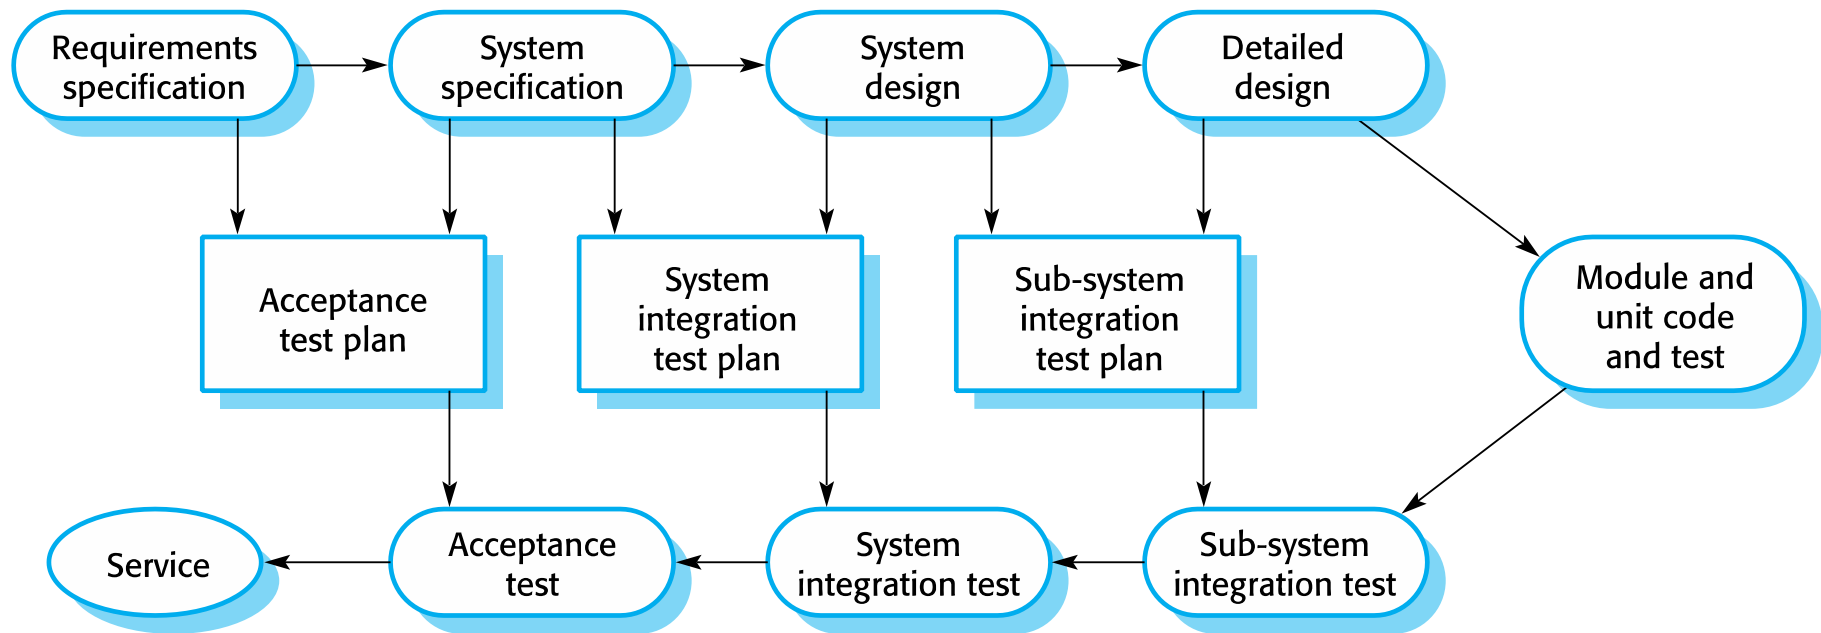 Requirements
specification
System
specification
System
design
Detailed
design
Acceptance
test plan
System
integration
test plan
Sub-system
integration
test plan
Module and
unit code
and test
Service
Acceptance
test
System
integration test
Sub-system
integration test